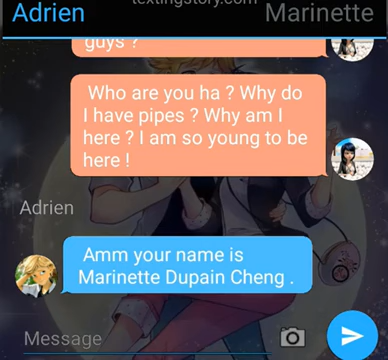 textingstory.com
Adrien Marinette
guys ?
Who are you ha ? Why do
I have pipes ? Why am I
here ? I am so young to be
here !
Adrien
Amm your name is
Marinette Dupain Cheng .
Message